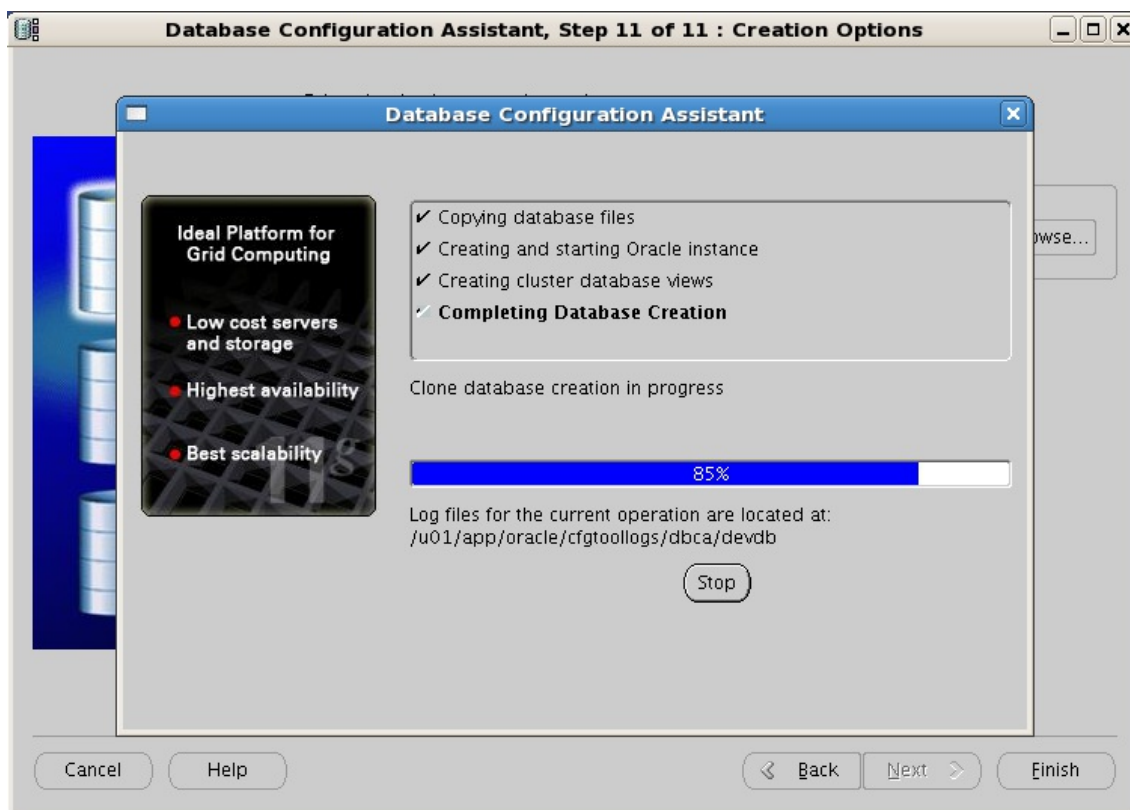 Database Configuration Assistant, Step 11 of 11 : Creation Options
Database Configuration Assistant
Ideal Platform for
Grid Computing
Low cost servers
and storage
Highest availability
Best scalability
11g
✔ Copying database files
✔ Creating and starting Oracle instance
✔ Creating cluster database views
✔ Completing Database Creation
Clone database creation in progress
85%
Log files for the current operation are located at:
/u01/app/oracle/cfgtoollogs/dbca/devdb
Stop
owse...
Cancel
Help
Back
Next
Finish